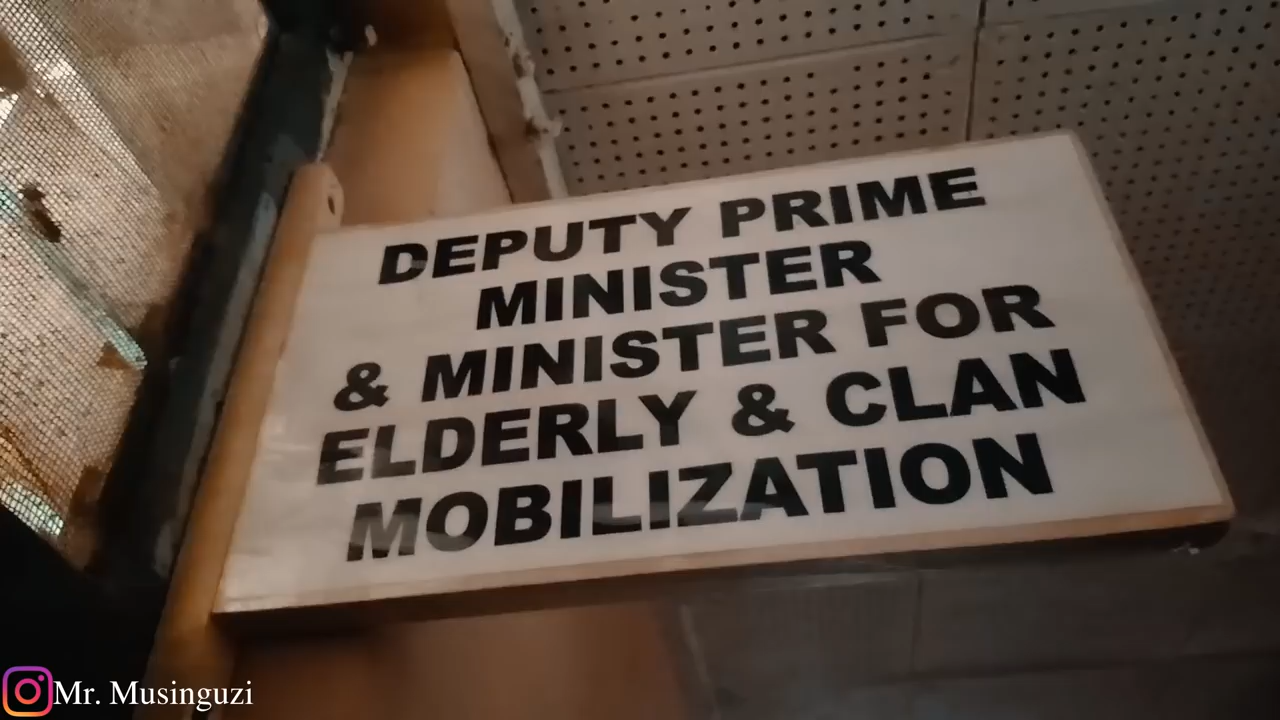 DEPUTY PRIME
MINISTER
& MINISTER FOR
ELDERLY & CLAN
MOBILIZATION
Mr. Musinguzi